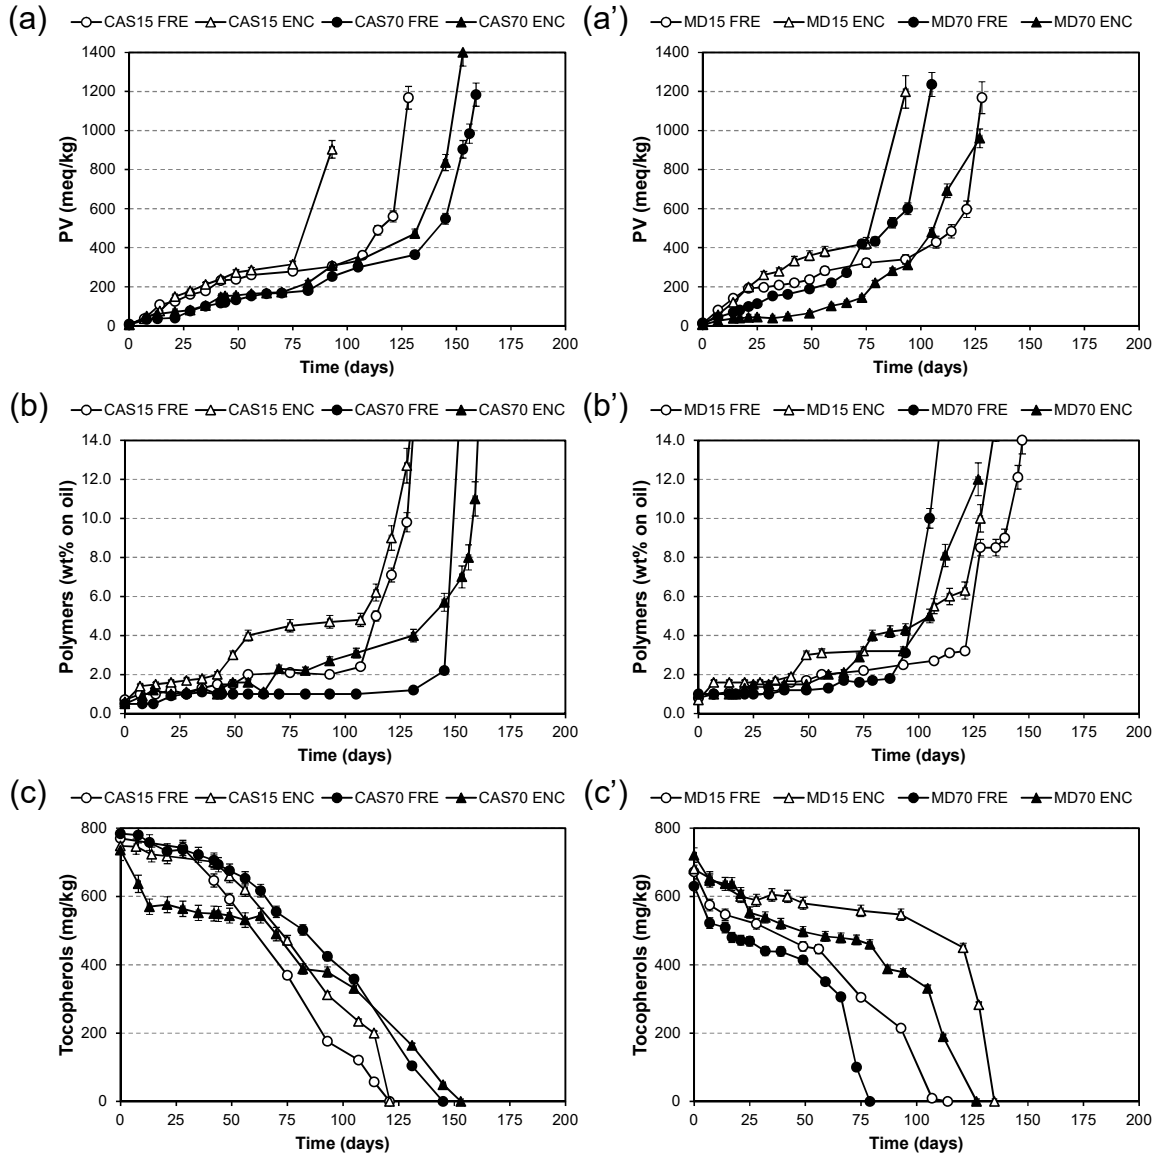 (a)
CAS15 FRE CAS15 ENC CAS70 FRE CAS70 ENC
PV (meq/kg)
1400
1200
1000
800
600
400
200
0
0 25 50 75 100 125 150 175 200
Time (days)
(a’)
MD15 FRE MD15 ENC MD70 FRE MD70 ENC
PV (meq/kg)
1400
1200
1000
800
600
400
200
0
0 25 50 75 100 125 150 175 200
Time (days)
(b)
CAS15 FRE CAS15 ENC CAS70 FRE CAS70 ENC
Polymers (wt% on oil)
14.0
12.0
10.0
8.0
6.0
4.0
2.0
0.0
0 25 50 75 100 125 150 175 200
Time (days)
(b’)
MD15 FRE MD15 ENC MD70 FRE MD70 ENC
Polymers (wt% on oil)
14.0
12.0
10.0
8.0
6.0
4.0
2.0
0.0
0 25 50 75 100 125 150 175 200
Time (days)
(c)
CAS15 FRE CAS15 ENC CAS70 FRE CAS70 ENC
Tocopherols (mg/kg)
800
600
400
200
0
0 25 50 75 100 125 150 175 200
Time (days)
(c’)
MD15 FRE MD15 ENC MD70 FRE MD70 ENC
Tocopherols (mg/kg)
800
600
400
200
0
0 25 50 75 100 125 150 175 200
Time (days)